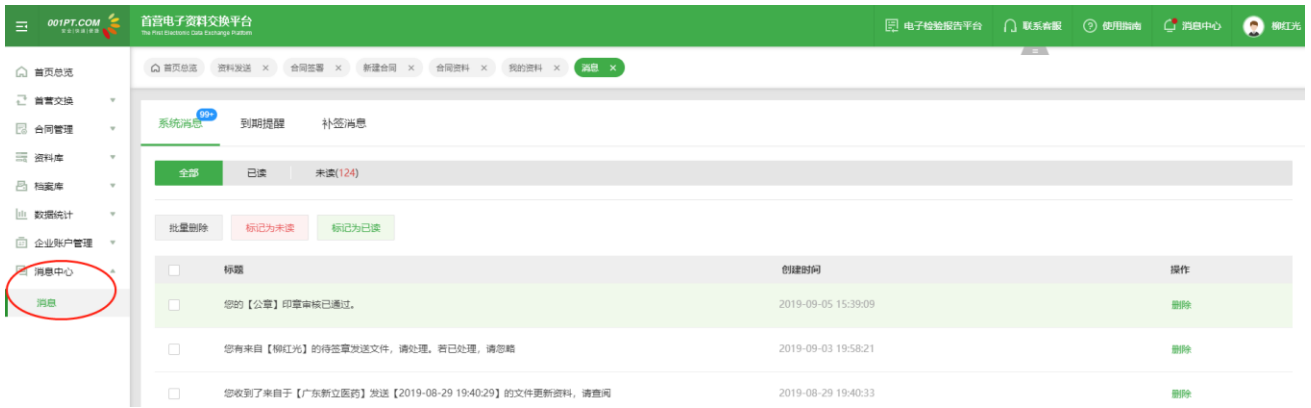 001PT.COM
首营电子资料交换平台
The First Electronic Data Exchange Platform
电子检验报告平台
联系客服
使用指南
消息中心
柳红光
首页总览
首营交换
合同管理
资料库
档案库
数据统计
企业账户管理
消息中心
消息
首页总览 资料发送 × 合同签署 × 新建合同 × 合同资料 × 我的资料 × 消息 ×
系统消息 99+ 到期提醒 补签消息
全部 已读 未读(124)
批量删除 标记为未读 标记为已读
标题 创建时间 操作
您的【公章】印章审核已通过。 2019-09-05 15:39:09 删除
您有来自【柳红光】的待签章发送文件，请处理。若已处理，请忽略 2019-09-03 19:58:21 删除
您收到了来自于【广东新立医药】发送【2019-08-29 19:40:29】的文件更新资料，请查阅 2019-08-29 19:40:33 删除